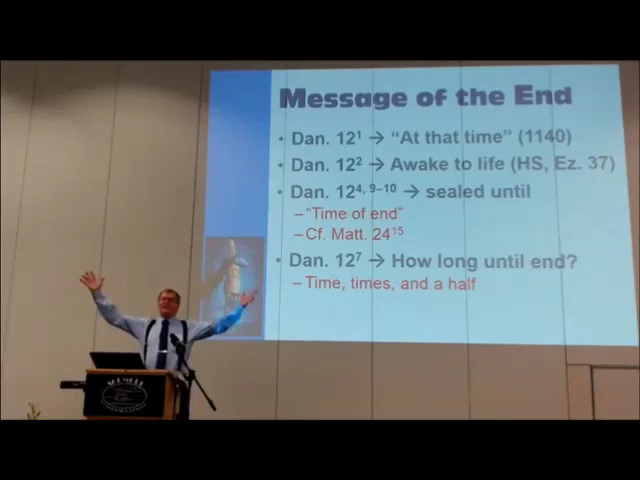 Message of the End
• Dan. 12¹ → "At that time" (1140)
• Dan. 12² → Awake to life (HS, Ez. 37)
• Dan. 12⁴, ⁹⁻¹⁰ → sealed until
– "Time of end"
– Cf. Matt. 24¹⁵
• Dan. 12⁷ → How long until end?
– Time, times, and a half